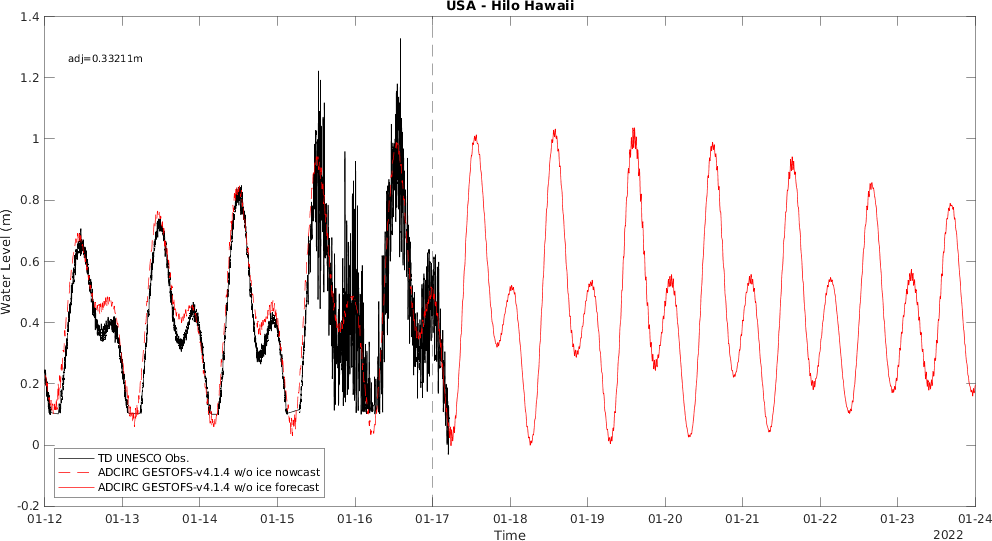 USA - Hilo Hawaii
adj=0.33211m
1.4
1.2
1
0.8
0.6
0.4
0.2
0
-0.2
Water Level (m)
TD UNESCO Obs.
ADCIRC GESTOFS-v4.1.4 w/o ice nowcast
ADCIRC GESTOFS-v4.1.4 w/o ice forecast
01-12 01-13 01-14 01-15 01-16 01-17 01-18 01-19 01-20 01-21 01-22 01-23 01-24
Time
2022